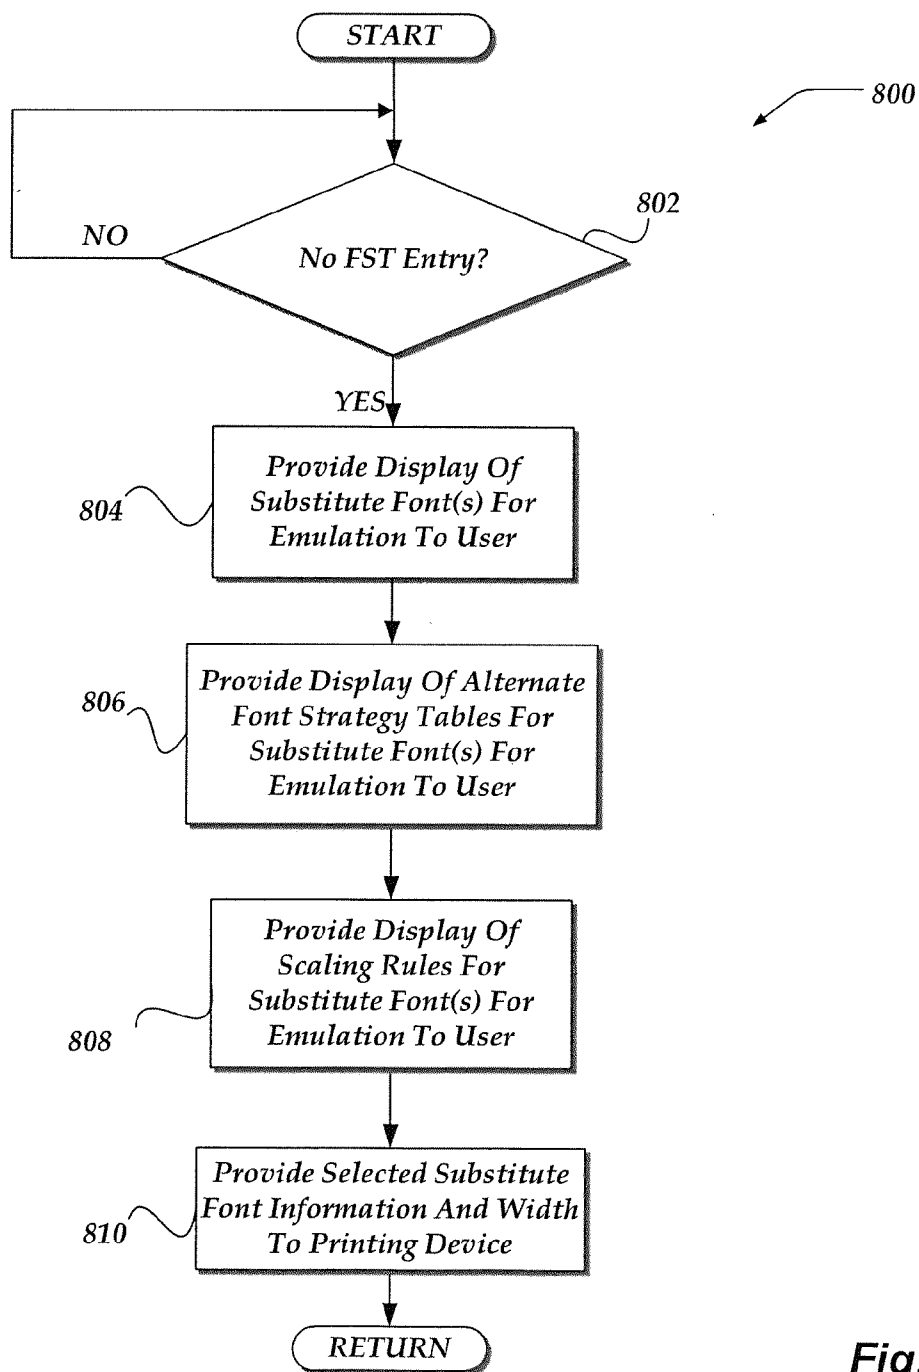 START
800
802
NO
No FST Entry?
YES
Provide Display Of
Substitute Font(s) For
Emulation To User
804
Provide Display Of Alternate
Font Strategy Tables For
Substitute Font(s) For
Emulation To User
806
Provide Display Of
Scaling Rules For
Substitute Font(s) For
Emulation To User
808
Provide Selected Substitute
Font Information And Width
To Printing Device
810
RETURN
Fig.